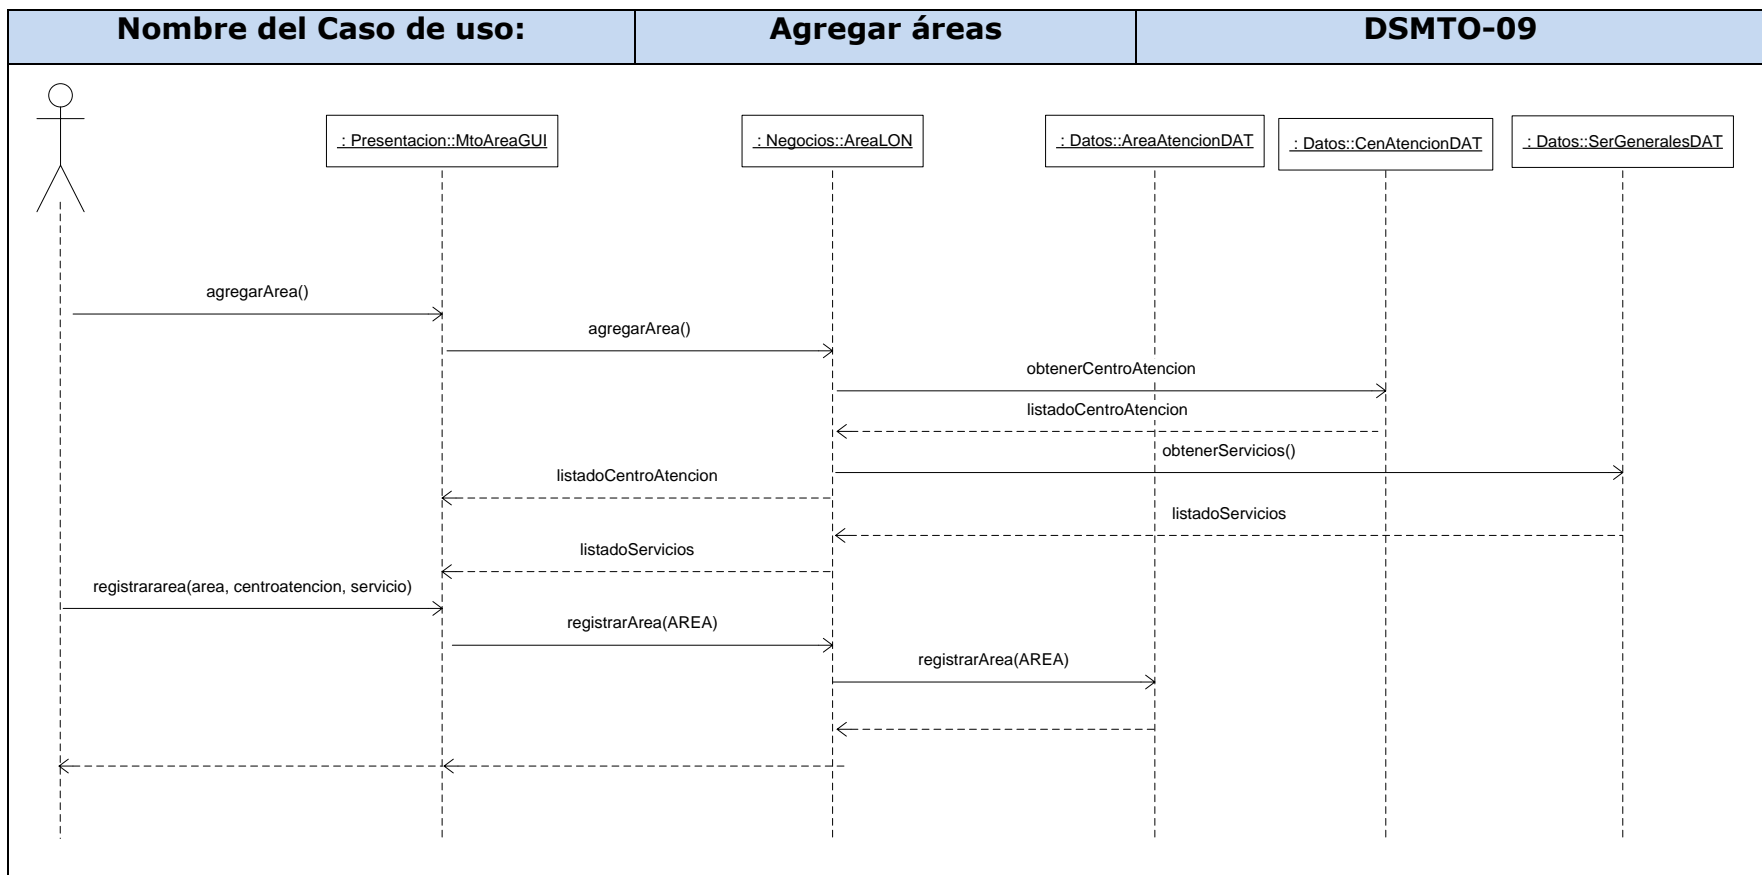 Nombre del Caso de uso:
Agregar áreas
DSMTO-09
: Presentacion::MtoAreaGUI
: Negocios::AreaLON
: Datos::AreaAtencionDAT
: Datos::CenAtencionDAT
: Datos::SerGeneralesDAT
agregarArea()
agregarArea()
obtenerCentroAtencion
listadoCentroAtencion
obtenerServicios()
listadoCentroAtencion
listadoServicios
listadoServicios
registrararea(area, centroatencion, servicio)
registrarArea(AREA)
registrarArea(AREA)